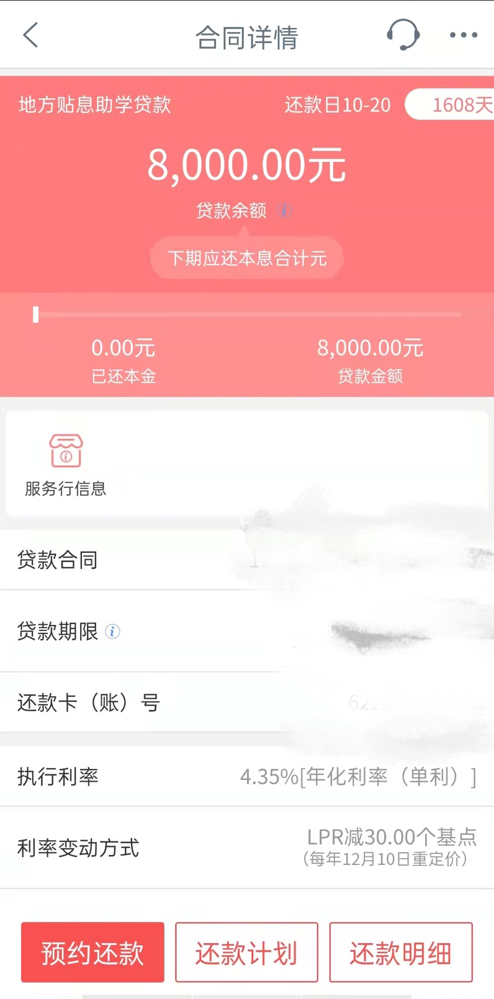 合同详情
地方贴息助学贷款 还款日10-20 1608天
8,000.00元
贷款余额
下期应还本息合计元
0.00元 8,000.00元
已还本金 贷款金额
服务行信息
贷款合同
贷款期限
还款卡（账）号
执行利率 4.35%[年化利率（单利）]
利率变动方式 LPR减30.00个基点
（每年12月10日重定价）
预约还款 还款计划 还款明细